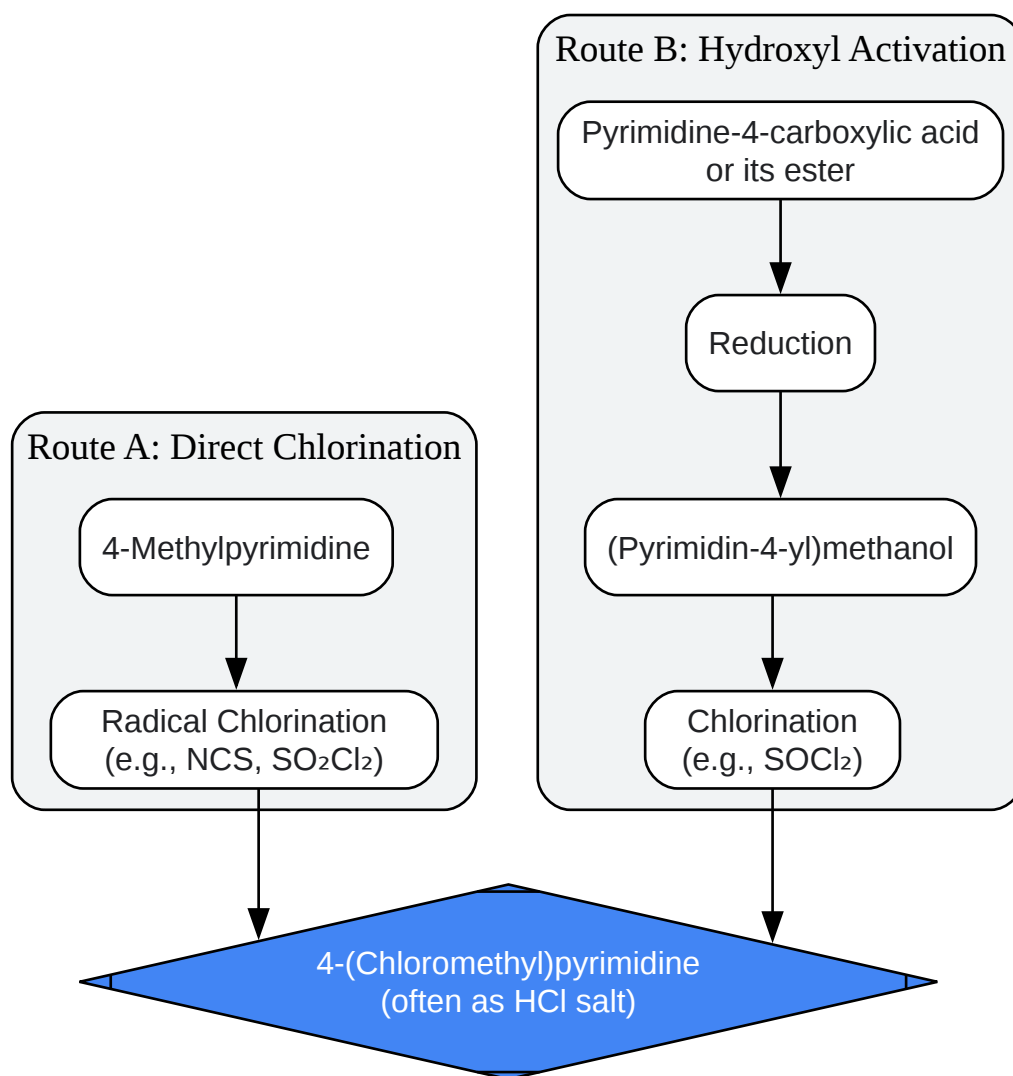 Route B: Hydroxyl Activation
Pyrimidine-4-carboxylic acid
or its ester
Reduction
(Pyrimidin-4-yl)methanol
Chlorination
(e.g., SOCl₂)
Route A: Direct Chlorination
4-Methylpyrimidine
Radical Chlorination
(e.g., NCS, SO₂Cl₂)
4-(Chloromethyl)pyrimidine
(often as HCl salt)